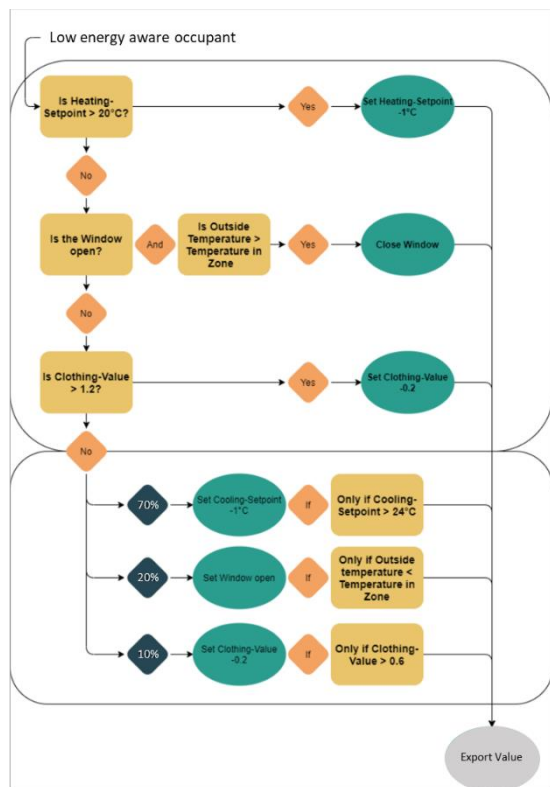 Low energy aware occupant
Is Heating-
Setpoint > 20°C?
Yes
Set Heating-Setpoint
-1°C
No
Is the Window
open?
And
Is Outside
Temperature >
Temperature in
Zone
Yes
Close Window
No
Is Clothing-Value
> 1.2?
Yes
Set Clothing-Value
-0.2
No
70%
Set Cooling-Setpoint
-1°C
If
Only if Cooling-
Setpoint > 24°C
20%
Set Window open
If
Only if Outside
temperature <
Temperature in
Zone
10%
Set Clothing-Value
-0.2
If
Only if Clothing-
Value > 0.6
Export Value